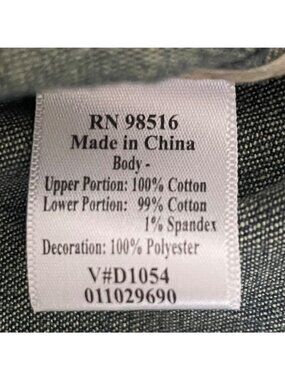 RN 98516
Made in China
Body -
Upper Portion: 100% Cotton
Lower Portion: 99% Cotton
1% Spandex
Decoration: 100% Polyester
V#D1054
011029690